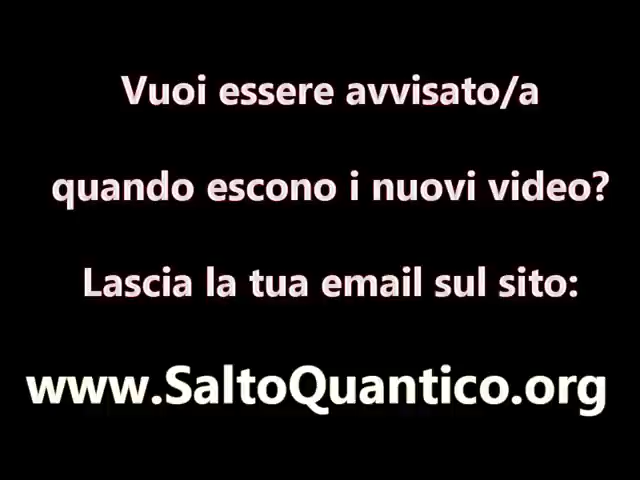 Vuoi essere avvisato/a
quando escono i nuovi video?
Lascia la tua email sul sito:
www.SaltoQuantico.org